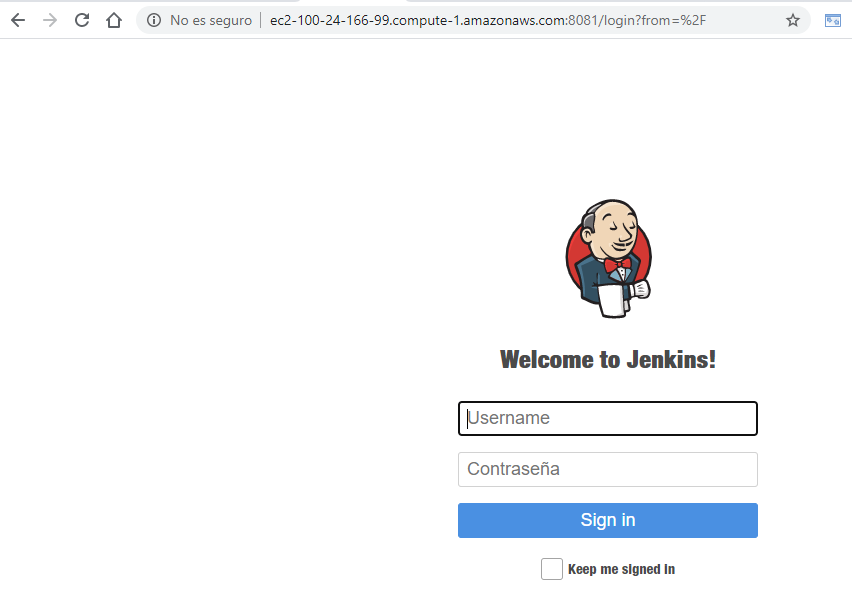 No es seguro | ec2-100-24-166-99.compute-1.amazonaws.com:8081/login?from=%2F
Welcome to Jenkins!
Username
Contraseña
Sign in
Keep me signed in